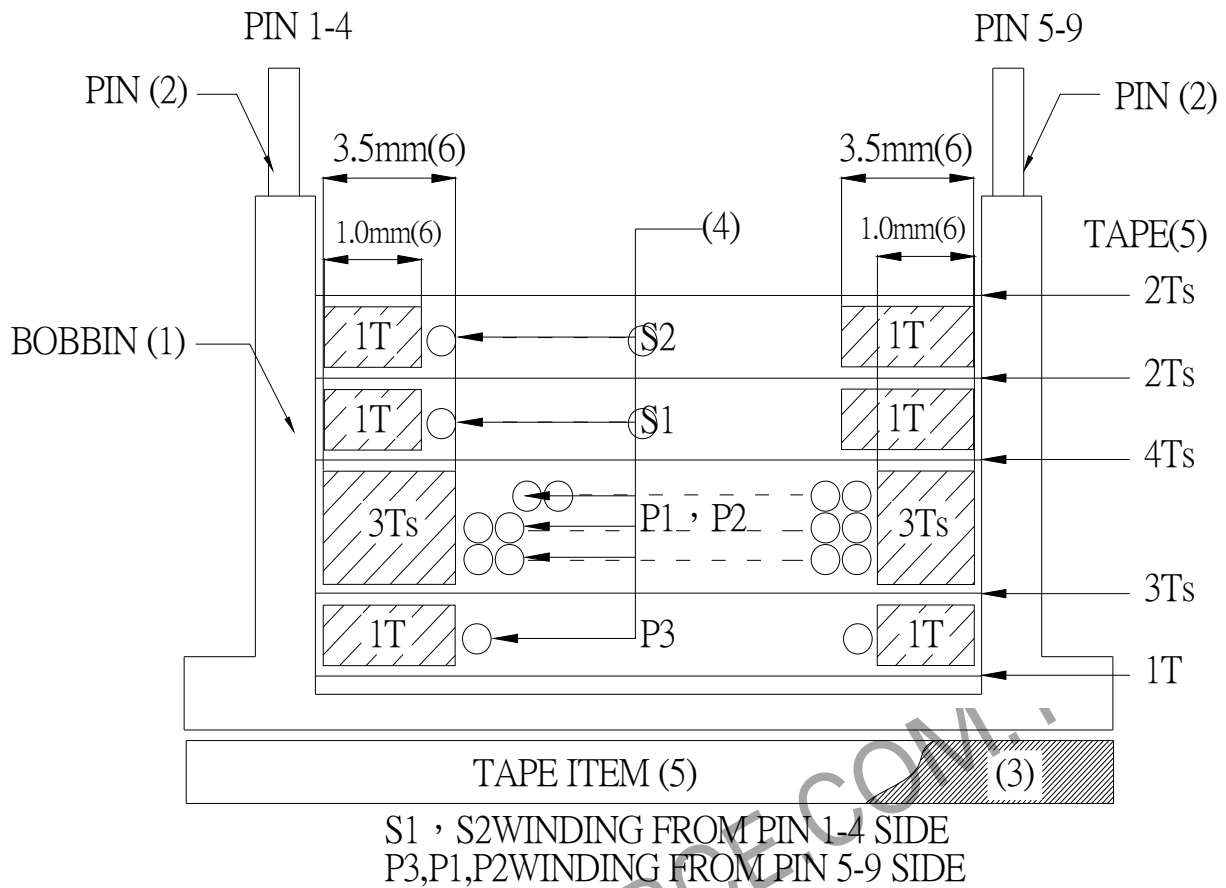 PIN 1-4 PIN 5-9
PIN (2) PIN (2)
3.5mm(6) 3.5mm(6)
1.0mm(6) (4) 1.0mm(6) TAPE(5)
2Ts
1T S2 1T
BOBBIN (1)
2Ts
1T S1 1T
4Ts
3Ts P1，P2 3Ts
3Ts
1T P3 1T
1T
TAPE ITEM (5) (3)
S1，S2WINDING FROM PIN 1-4 SIDE
P3,P1,P2WINDING FROM PIN 5-9 SIDE